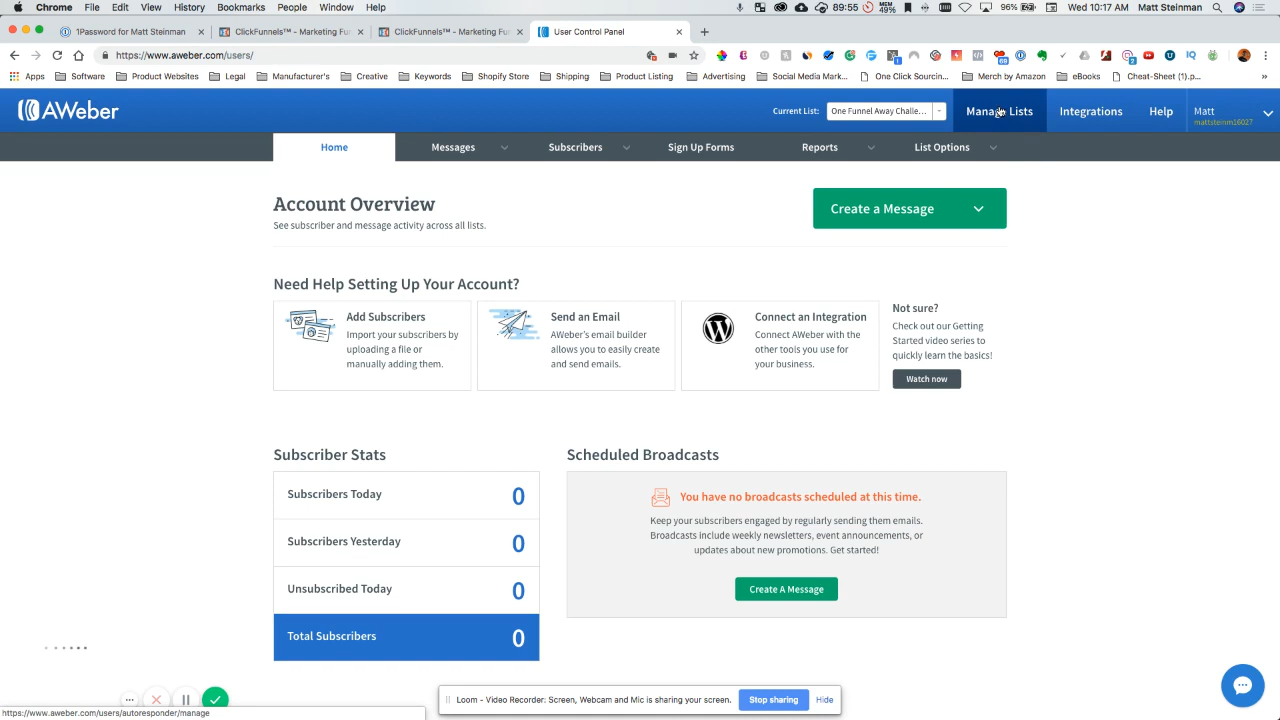 Chrome File Edit View History Bookmarks People Window Help
89:55 MEM 49% 96% Wed 10:17 AM Matt Steinman
1Password for Matt Steinman × ClickFunnels™ - Marketing Fu × ClickFunnels™ - Marketing Fu × User Control Panel ×
https://www.aweber.com/users/
Apps Software Product Websites Legal Manufacturer's Creative Keywords Shopify Store Shipping Product Listing Advertising Social Media Mark... One Click Sourcin... Merch by Amazon eBooks Cheat-Sheet (1).p... »
AWeber Current List: One Funnel Away Challe... Manage Lists Integrations Help Matt
mattsteinm16027
Home Messages Subscribers Sign Up Forms Reports List Options
Account Overview
See subscriber and message activity across all lists.
Create a Message
Need Help Setting Up Your Account?
Add Subscribers
Import your subscribers by
uploading a file or
manually adding them.
Send an Email
AWeber's email builder
allows you to easily create
and send emails.
Connect an Integration
Connect AWeber with the
other tools you use for
your business.
Not sure?
Check out our Getting
Started video series to
quickly learn the basics!
Watch now
Subscriber Stats
Subscribers Today 0
Subscribers Yesterday 0
Unsubscribed Today 0
Total Subscribers 0
Scheduled Broadcasts
You have no broadcasts scheduled at this time.
Keep your subscribers engaged by regularly sending them emails.
Broadcasts include weekly newsletters, event announcements, or
updates about new promotions. Get started!
Create A Message
Loom - Video Recorder: Screen, Webcam and Mic is sharing your screen. Stop sharing Hide
https://www.aweber.com/users/autoresponder/manage